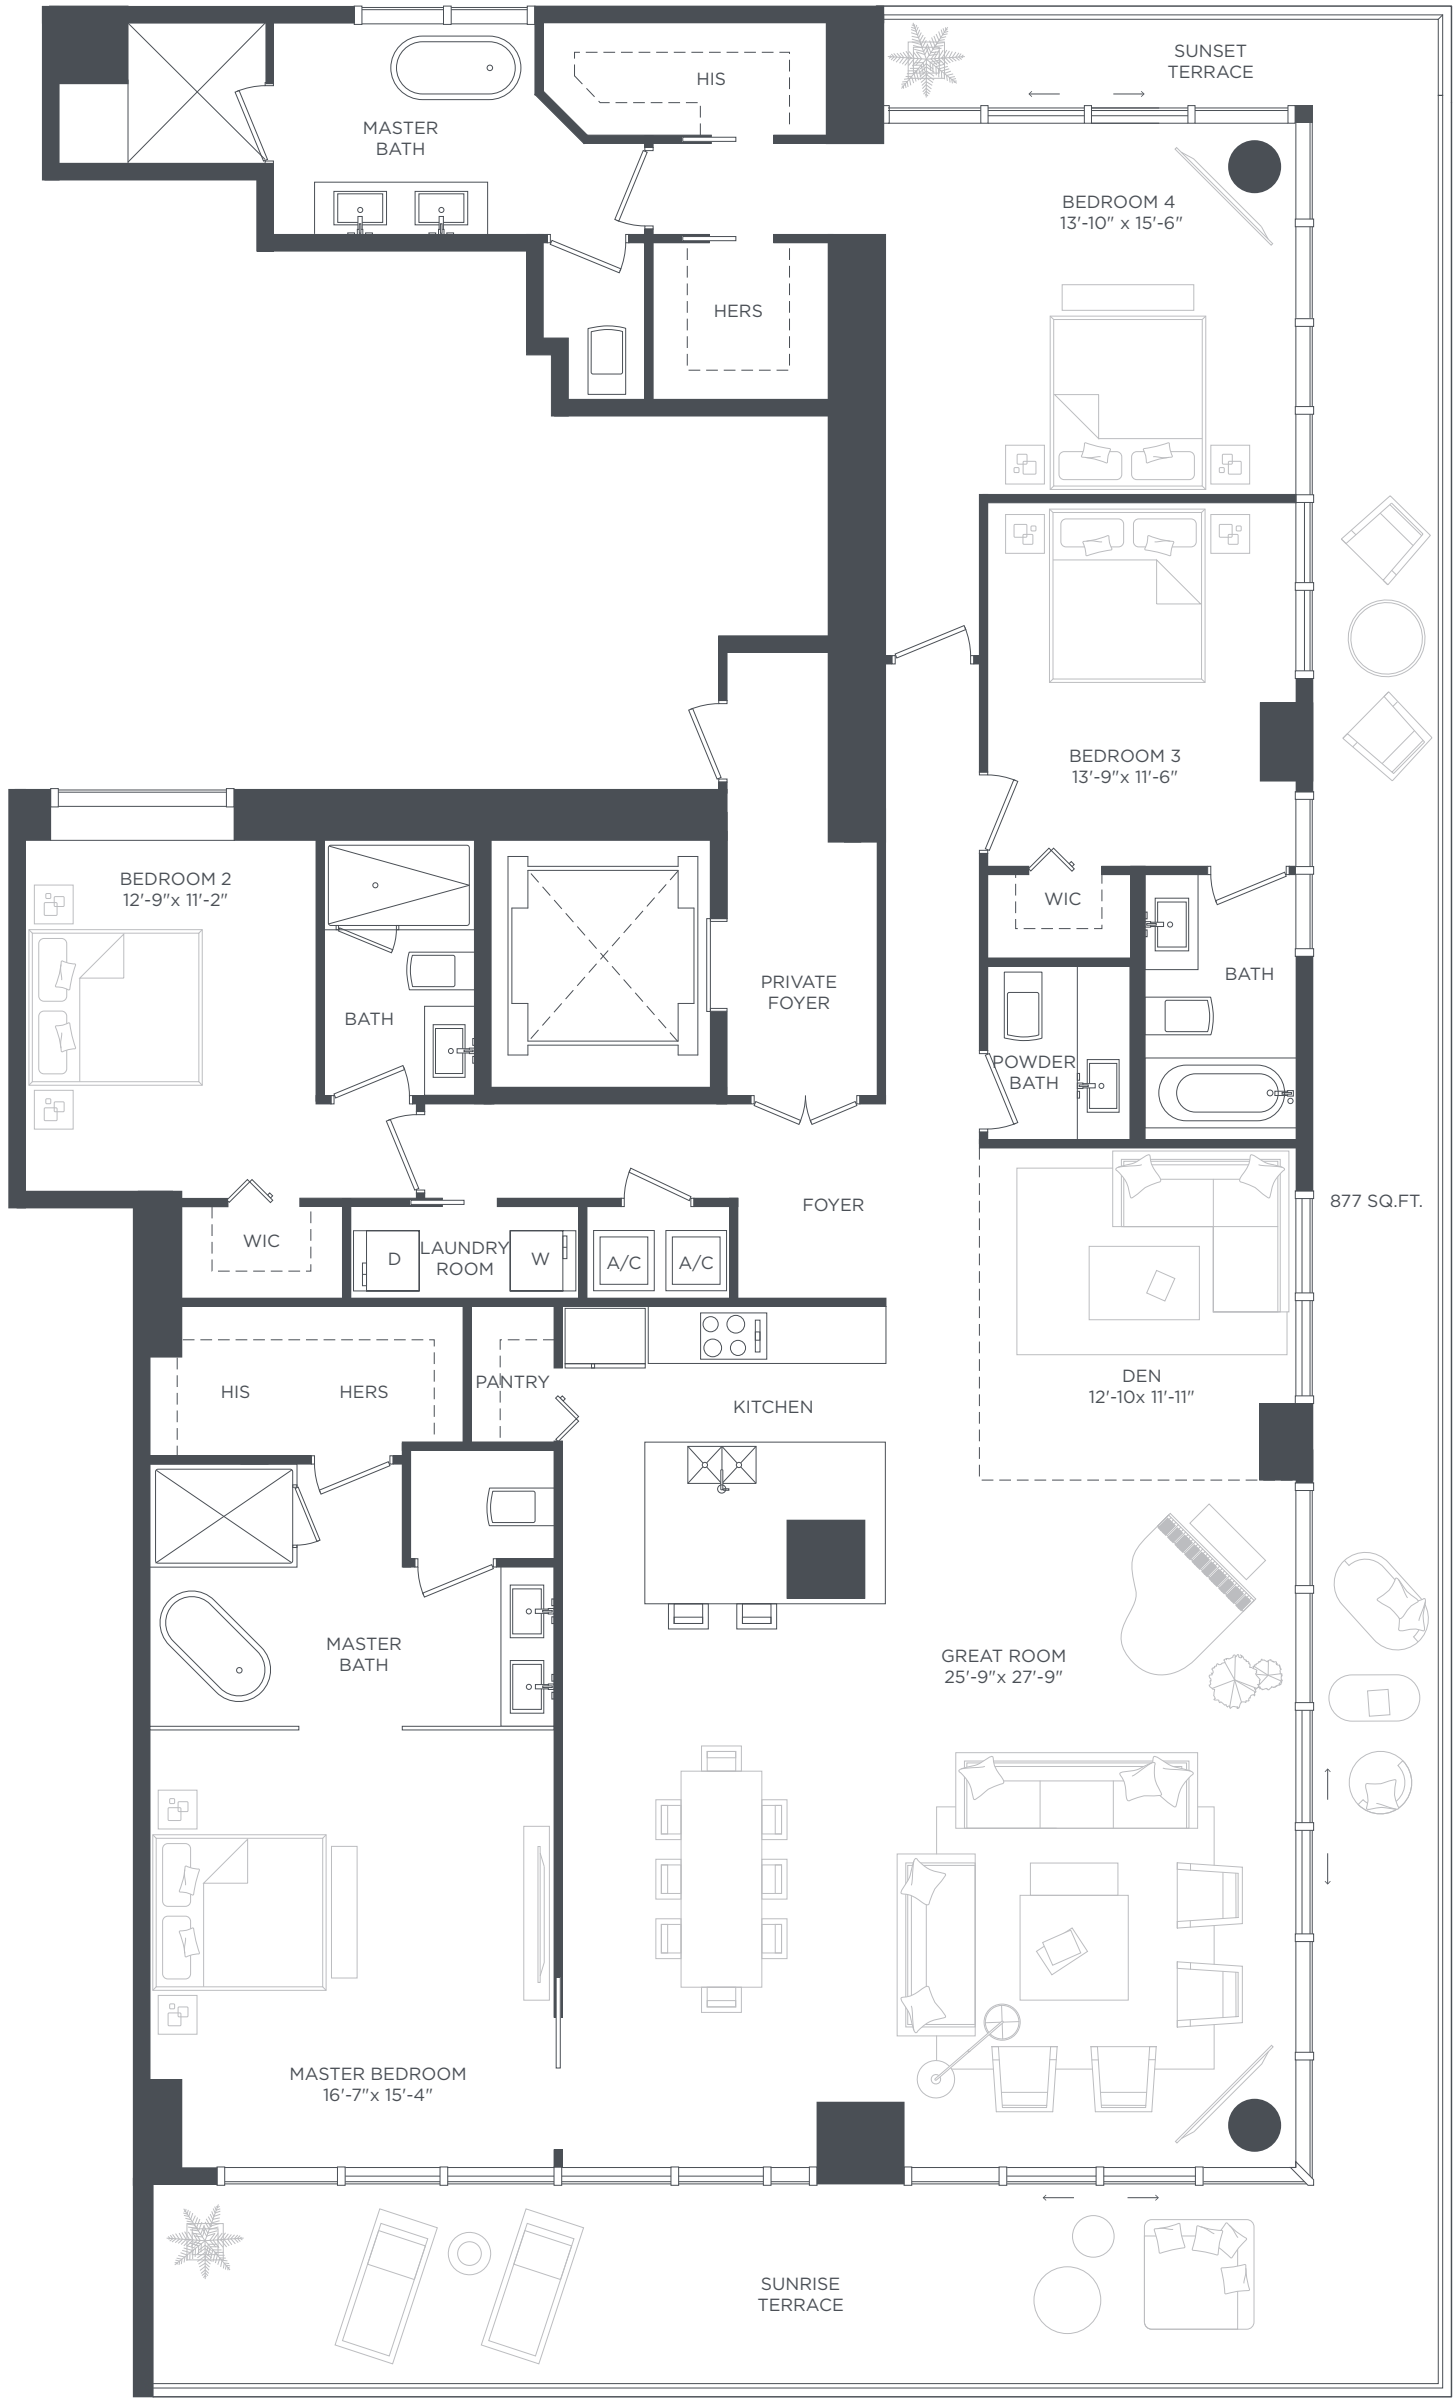 SUNSET
TERRACE
HIS
MASTER
BATH
BEDROOM 4
13'-10" x 15'-6"
HERS
BEDROOM 3
13'-9"x 11'-6"
BEDROOM 2
12'-9"x 11'-2"
WIC
BATH
PRIVATE
FOYER
BATH
POWDER
BATH
FOYER
877 SQ.FT.
WIC
D
LAUNDRY
ROOM
W
A/C
A/C
DEN
12'-10x 11'-11"
HIS
HERS
PANTRY
KITCHEN
MASTER
BATH
GREAT ROOM
25'-9"x 27'-9"
MASTER BEDROOM
16'-7"x 15'-4"
SUNRISE
TERRACE